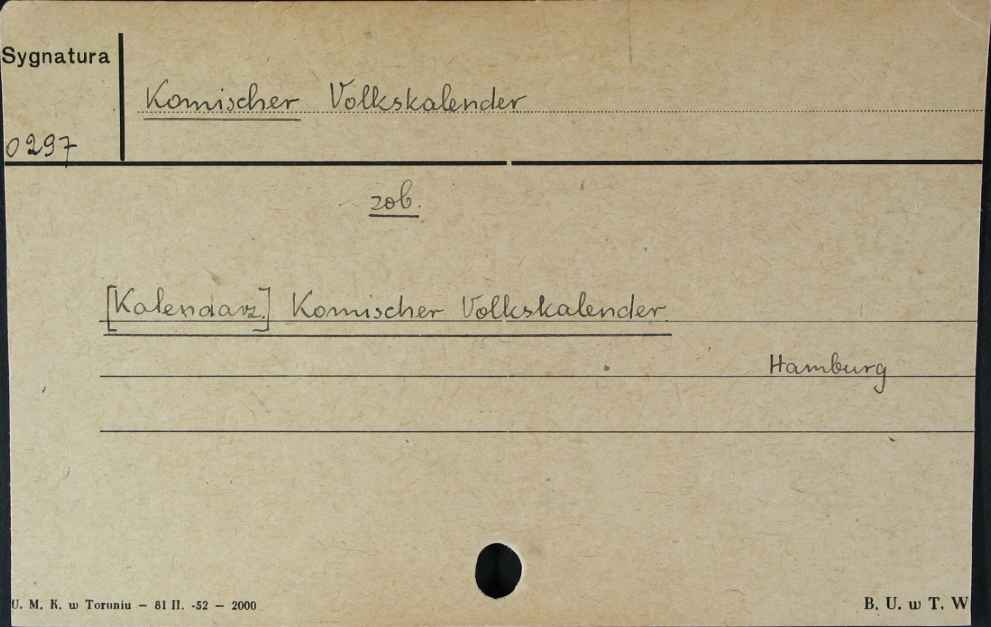 Sygnatura
Komischer Volkskalender
0297
zob.
[Kalendarz.] Komischer Volkskalender
Hamburg
U. M. K. w Toruniu – 81 II. -52 – 2000
B. U. w T. W